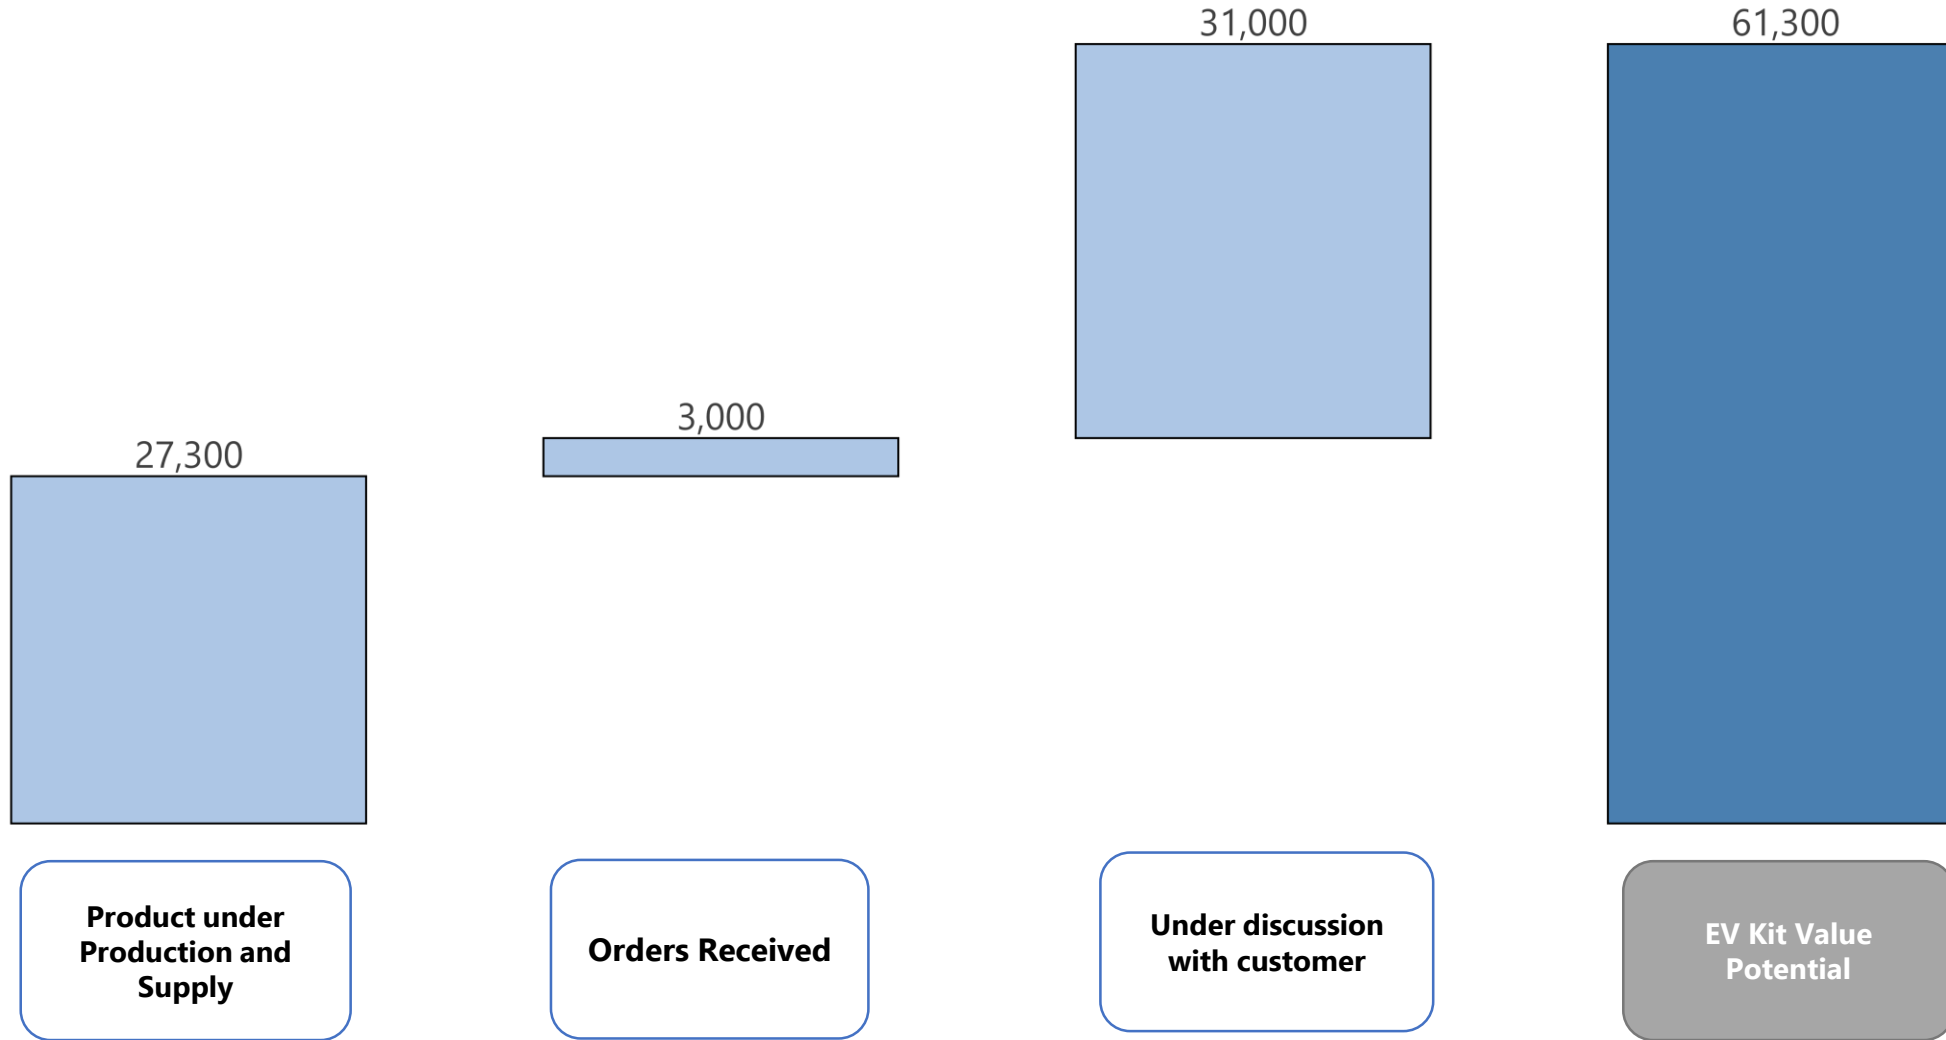 31,000
61,300
3,000
27,300
Product under
Production and
Supply
Orders Received
Under discussion
with customer
EV Kit Value
Potential